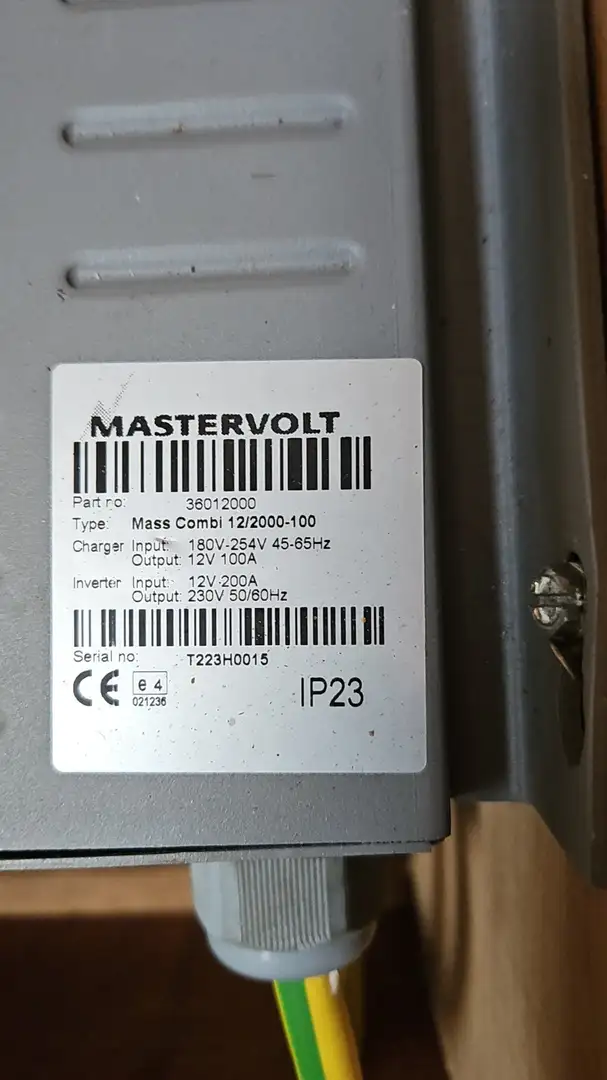 MASTERVOLT
Part no: 36012000
Type: Mass Combi 12/2000-100
Charger Input: 180V-254V 45-65Hz
Output: 12V 100A
Inverter Input: 12V 200A
Output: 230V 50/60Hz
Serial no: T223H0015
CE e 4 IP23
021236